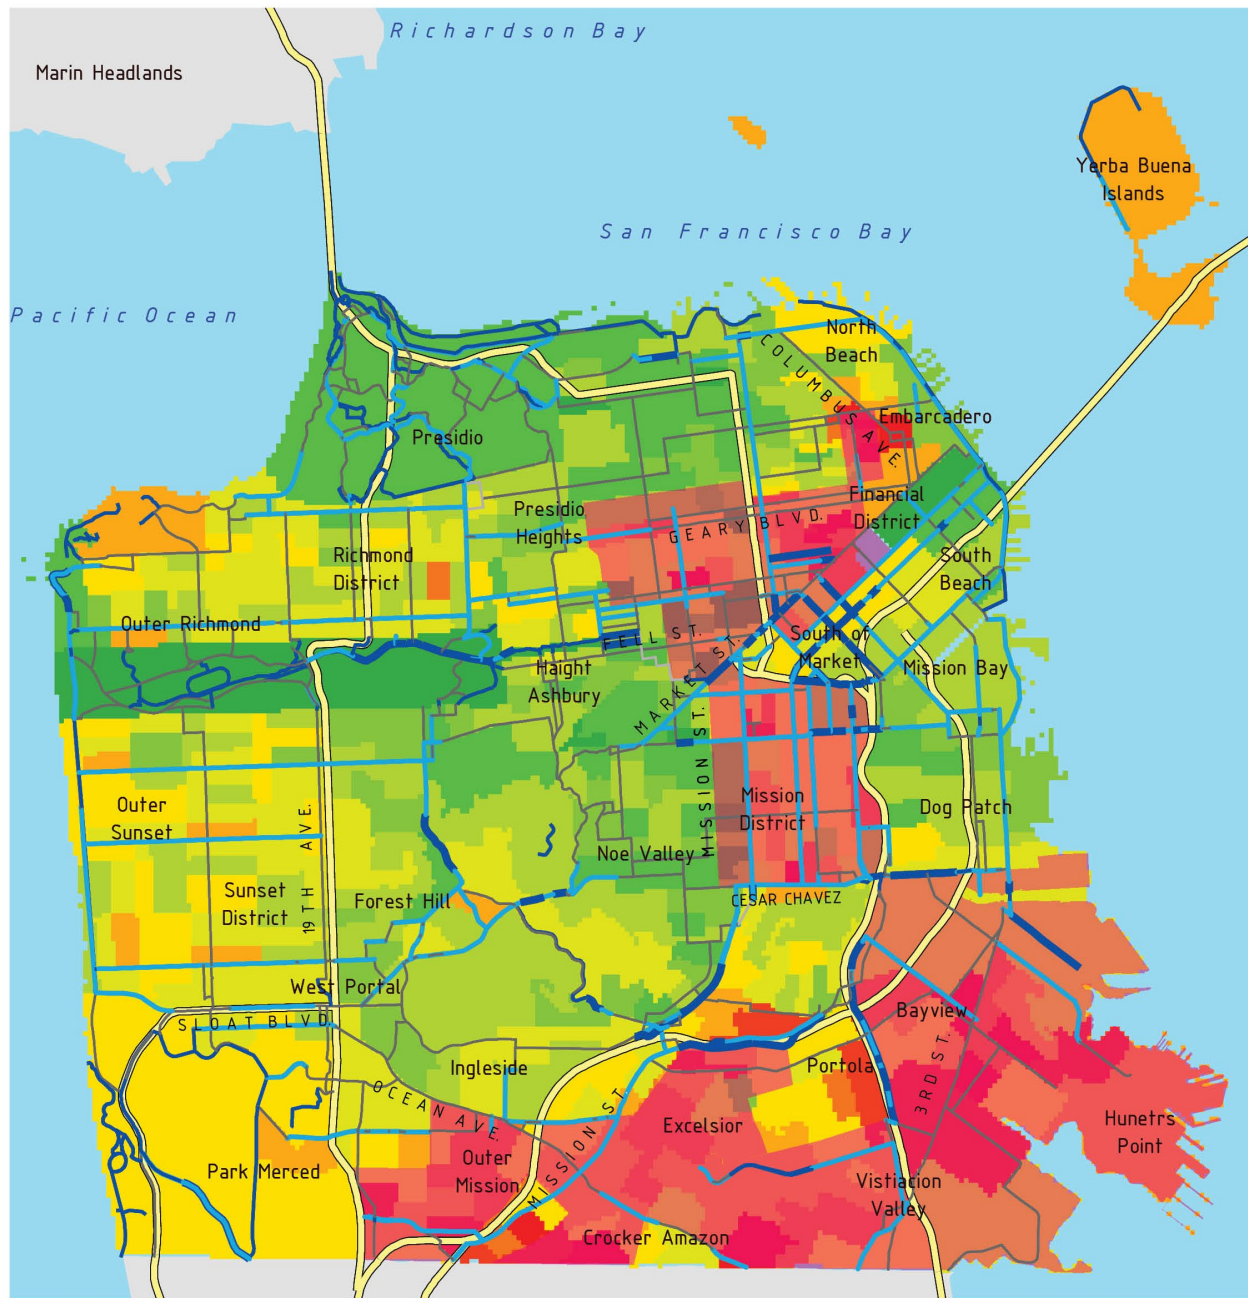 Richardson Bay
Marin Headlands
Yerba Buena
Islands
San Francisco Bay
Pacific Ocean
North
Beach
COLUMBUS AVE.
Embarcadero
Presidio
Financial
District
Presidio
Heights
GEARY BLVD.
Richmond
District
South
Beach
Outer Richmond
FELL ST.
South of
Market
Haight
Ashbury
MARKET ST.
Mission Bay
MISSION ST.
Outer
Sunset
19TH AVE.
Mission
District
Dog Patch
Noe Valley
Sunset
District
Forest Hill
CESAR CHAVEZ
West Portal
SLOAT BLVD
Bayview
Ingleside
Portola
3RD ST.
OCEAN AVE.
Excelsior
Hunetrs
Point
MISSION ST.
Outer
Mission
Park Merced
Vistiacion
Valley
Crocker Amazon